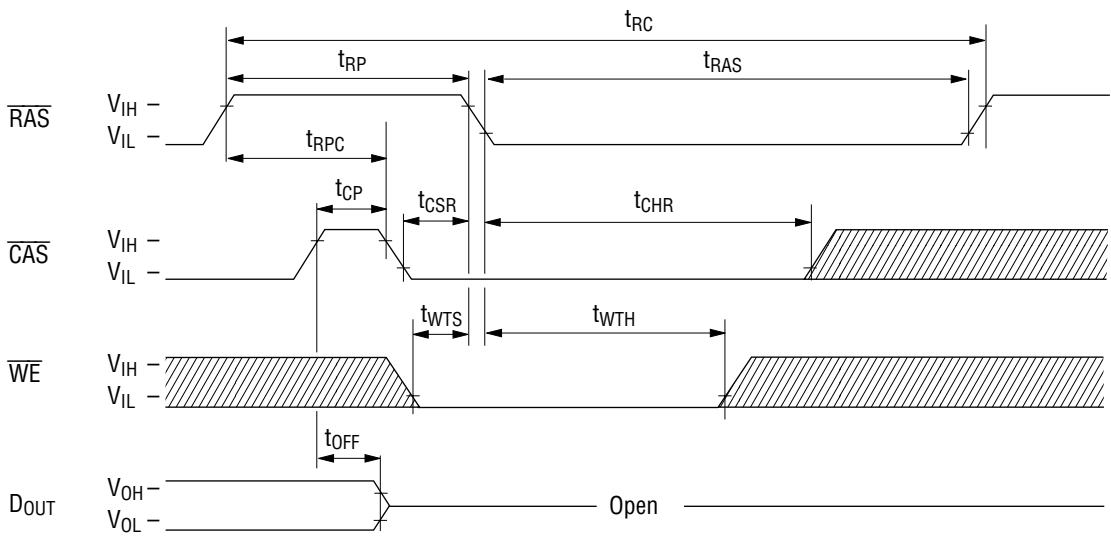 tRC
tRP
tRAS
RAS
VIH –
VIL –
tRPC
tCP
tCSR
tCHR
CAS
VIH –
VIL –
tWTS
tWTH
WE
VIH –
VIL –
tOFF
DOUT
VOH –
VOL –
Open